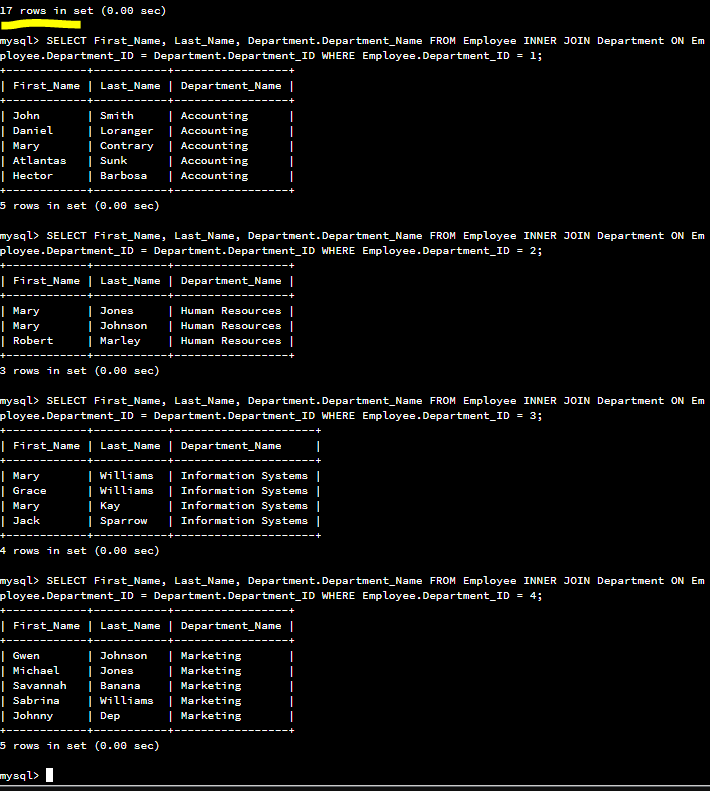 17 rows in set (0.00 sec)
mysql> SELECT First_Name, Last_Name, Department.Department_Name FROM Employee INNER JOIN Department ON Em
ployee.Department_ID = Department.Department_ID WHERE Employee.Department_ID = 1;
+------------+-----------+-----------------+
| First_Name | Last_Name | Department_Name |
+------------+-----------+-----------------+
| John       | Smith     | Accounting      |
| Daniel     | Loranger  | Accounting      |
| Mary       | Contrary  | Accounting      |
| Atlantas   | Sunk      | Accounting      |
| Hector     | Barbosa   | Accounting      |
+------------+-----------+-----------------+
5 rows in set (0.00 sec)
mysql> SELECT First_Name, Last_Name, Department.Department_Name FROM Employee INNER JOIN Department ON Em
ployee.Department_ID = Department.Department_ID WHERE Employee.Department_ID = 2;
+------------+-----------+-----------------+
| First_Name | Last_Name | Department_Name |
+------------+-----------+-----------------+
| Mary       | Jones     | Human Resources |
| Mary       | Johnson   | Human Resources |
| Robert     | Marley    | Human Resources |
+------------+-----------+-----------------+
3 rows in set (0.00 sec)
mysql> SELECT First_Name, Last_Name, Department.Department_Name FROM Employee INNER JOIN Department ON Em
ployee.Department_ID = Department.Department_ID WHERE Employee.Department_ID = 3;
+------------+-----------+---------------------+
| First_Name | Last_Name | Department_Name     |
+------------+-----------+---------------------+
| Mary       | Williams  | Information Systems |
| Grace      | Williams  | Information Systems |
| Mary       | Kay       | Information Systems |
| Jack       | Sparrow   | Information Systems |
+------------+-----------+---------------------+
4 rows in set (0.00 sec)
mysql> SELECT First_Name, Last_Name, Department.Department_Name FROM Employee INNER JOIN Department ON Em
ployee.Department_ID = Department.Department_ID WHERE Employee.Department_ID = 4;
+------------+-----------+-----------------+
| First_Name | Last_Name | Department_Name |
+------------+-----------+-----------------+
| Gwen       | Johnson   | Marketing       |
| Michael    | Jones     | Marketing       |
| Savannah   | Banana    | Marketing       |
| Sabrina    | Williams  | Marketing       |
| Johnny     | Dep       | Marketing       |
+------------+-----------+-----------------+
5 rows in set (0.00 sec)
mysql>